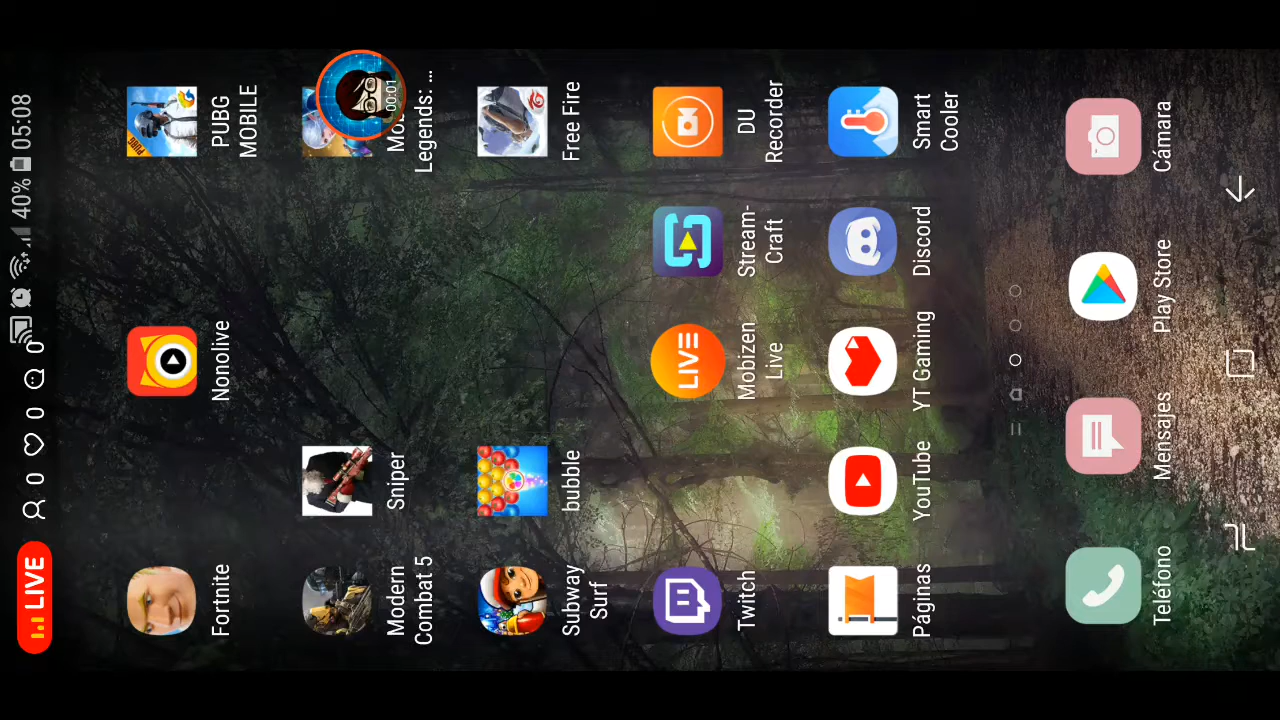 LIVE 0 0 0 40% 05:08
PUBG
Fortnite
Nonolive
PUBG
MOBILE
00:01
Modern
Combat 5
Sniper
Legends: ...
Subway
Surf
bubble
Free Fire
LIVE
Twitch
Mobizen
Live
Stream-
Craft
DU
Recorder
Páginas
YouTube
YT Gaming
Discord
Smart
Cooler
Teléfono
Mensajes
Play Store
Cámara